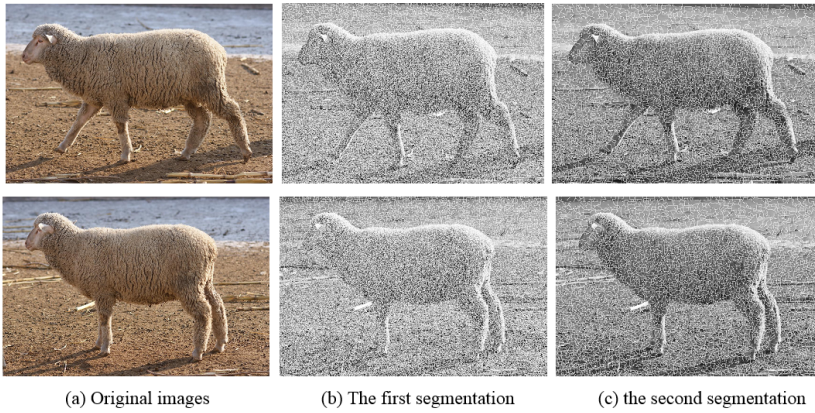 (a) Original images (b) The first segmentation (c) the second segmentation